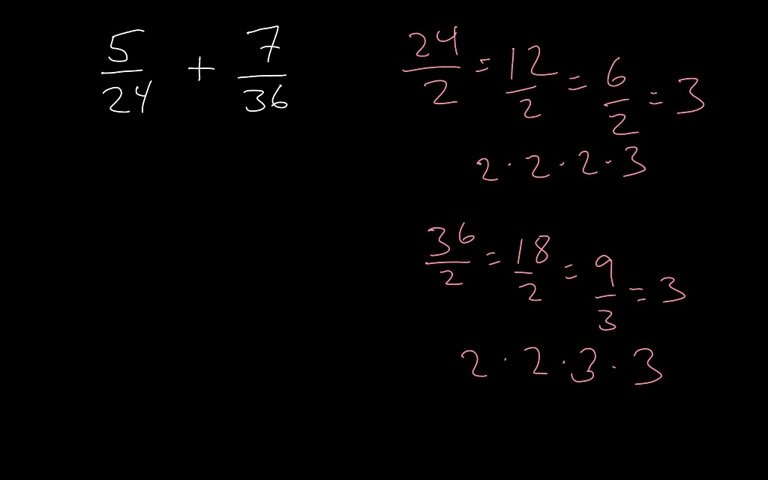 5/24 + 7/36
24/2 = 12/2 = 6/2 = 3
2 · 2 · 2 · 3
36/2 = 18/2 = 9/3 = 3
2 · 2 · 3 · 3